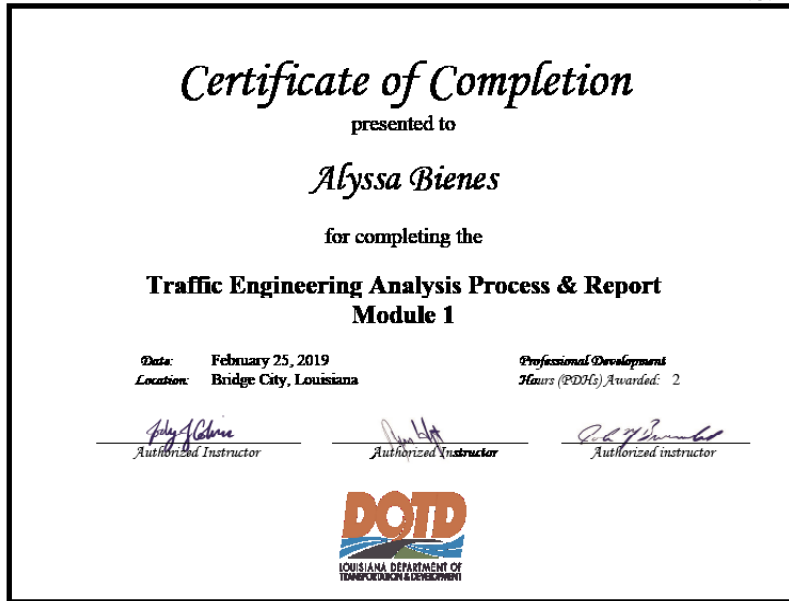 Certificate of Completion
presented to
Alyssa Bienes
for completing the
Traffic Engineering Analysis Process & Report
Module 1
Date: February 25, 2019
Location: Bridge City, Louisiana
Professional Development
Hours (PDHs) Awarded: 2
Authorized Instructor
Authorized Instructor
Authorized instructor
DOTD
LOUISIANA DEPARTMENT OF
TRANSPORTATION & DEVELOPMENT